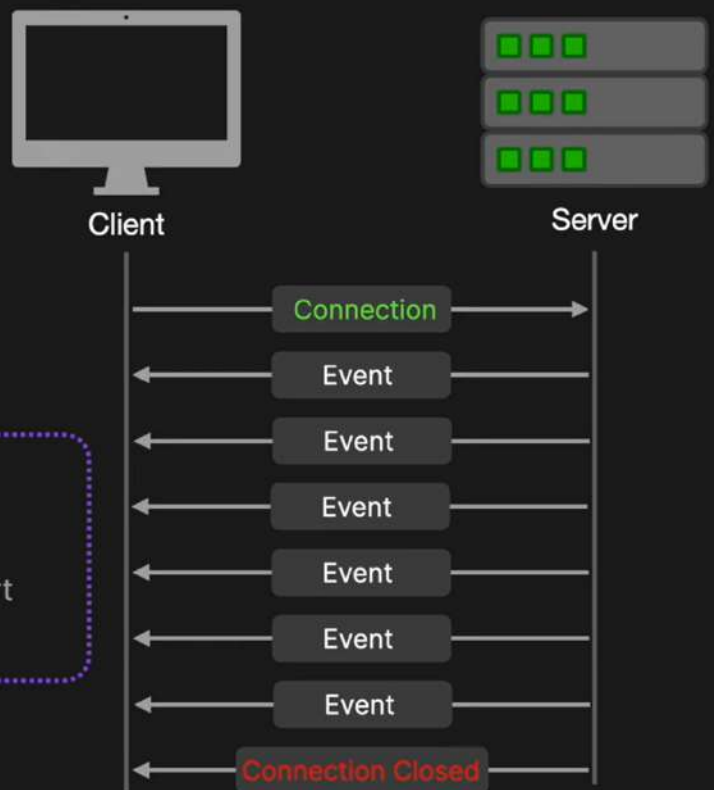 Client
Server
Connection
Event
Event
Event
Event
Event
Event
Connection Closed